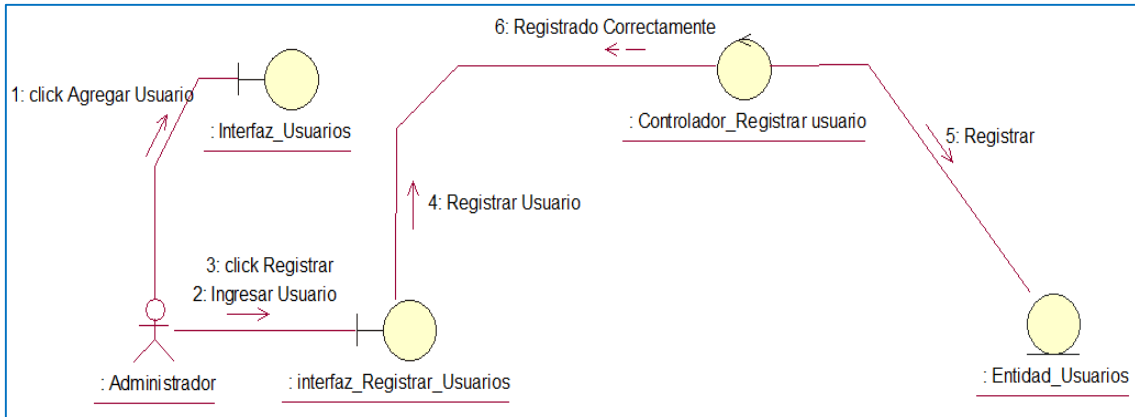 6: Registrado Correctamente
1: click Agregar Usuario
: Interfaz_Usuarios
: Controlador_Registrar usuario
5: Registrar
4: Registrar Usuario
3: click Registrar
2: Ingresar Usuario
: Administrador
: interfaz_Registrar_Usuarios
: Entidad_Usuarios